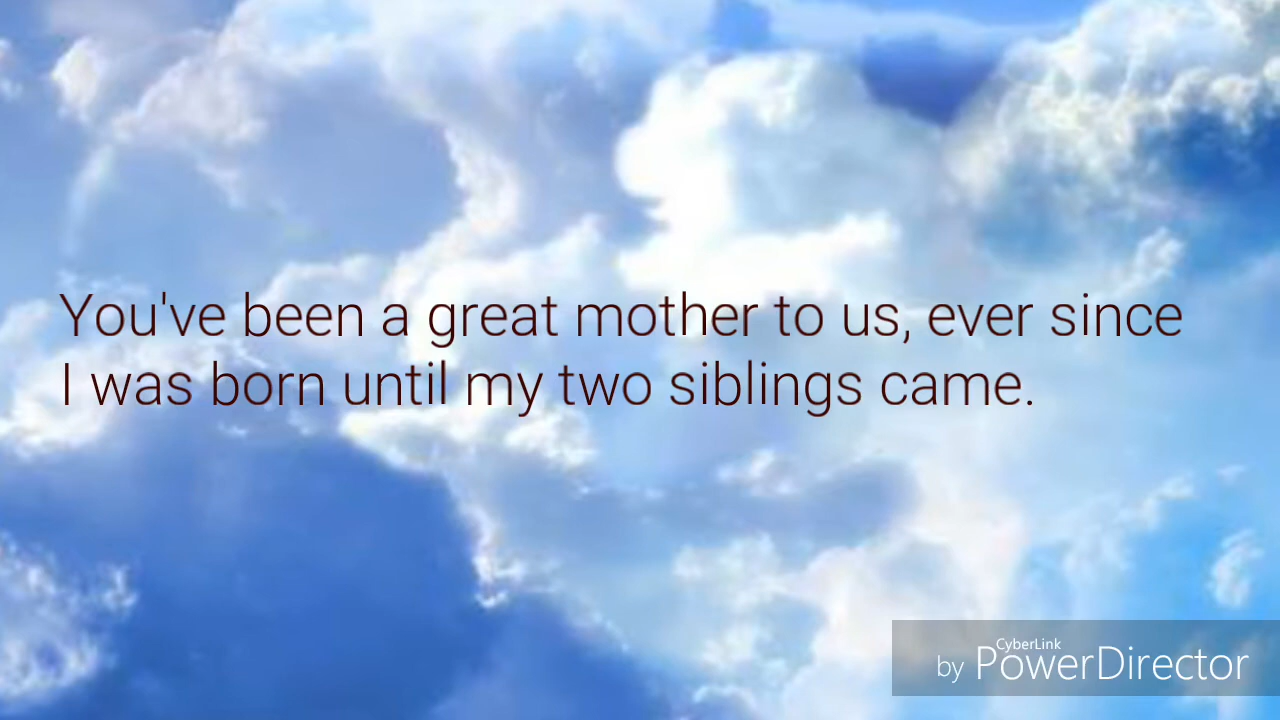 You've been a great mother to us, ever since
I was born until my two siblings came.
CyberLink
by PowerDirector